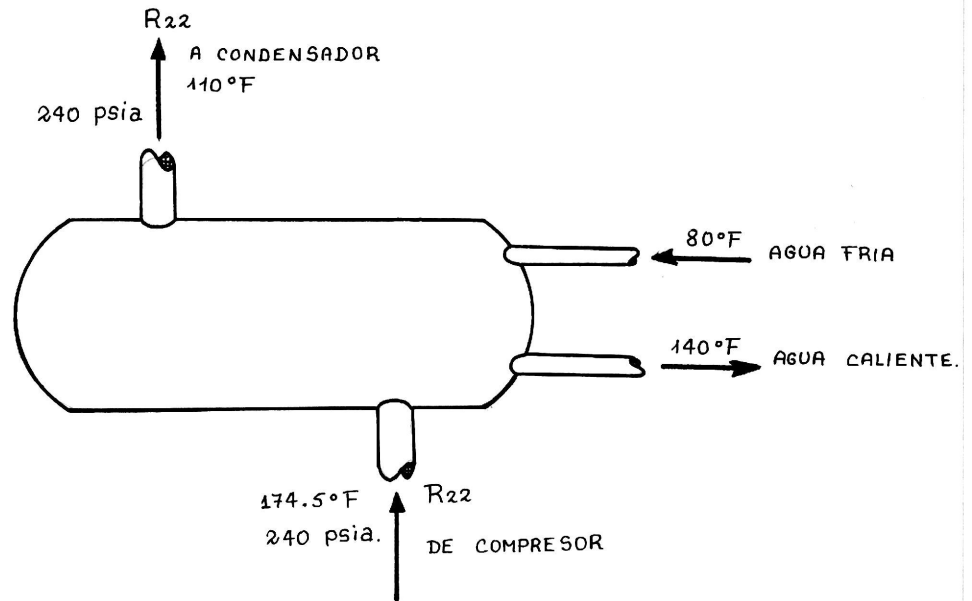 R22
A CONDENSADOR
110°F
240 psia
80°F
AGUA FRIA
140°F
AGUA CALIENTE.
174.5°F
R22
240 psia.
DE COMPRESOR